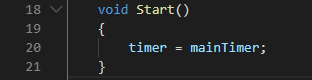 18 void Start()
19 {
20 timer = mainTimer;
21 }